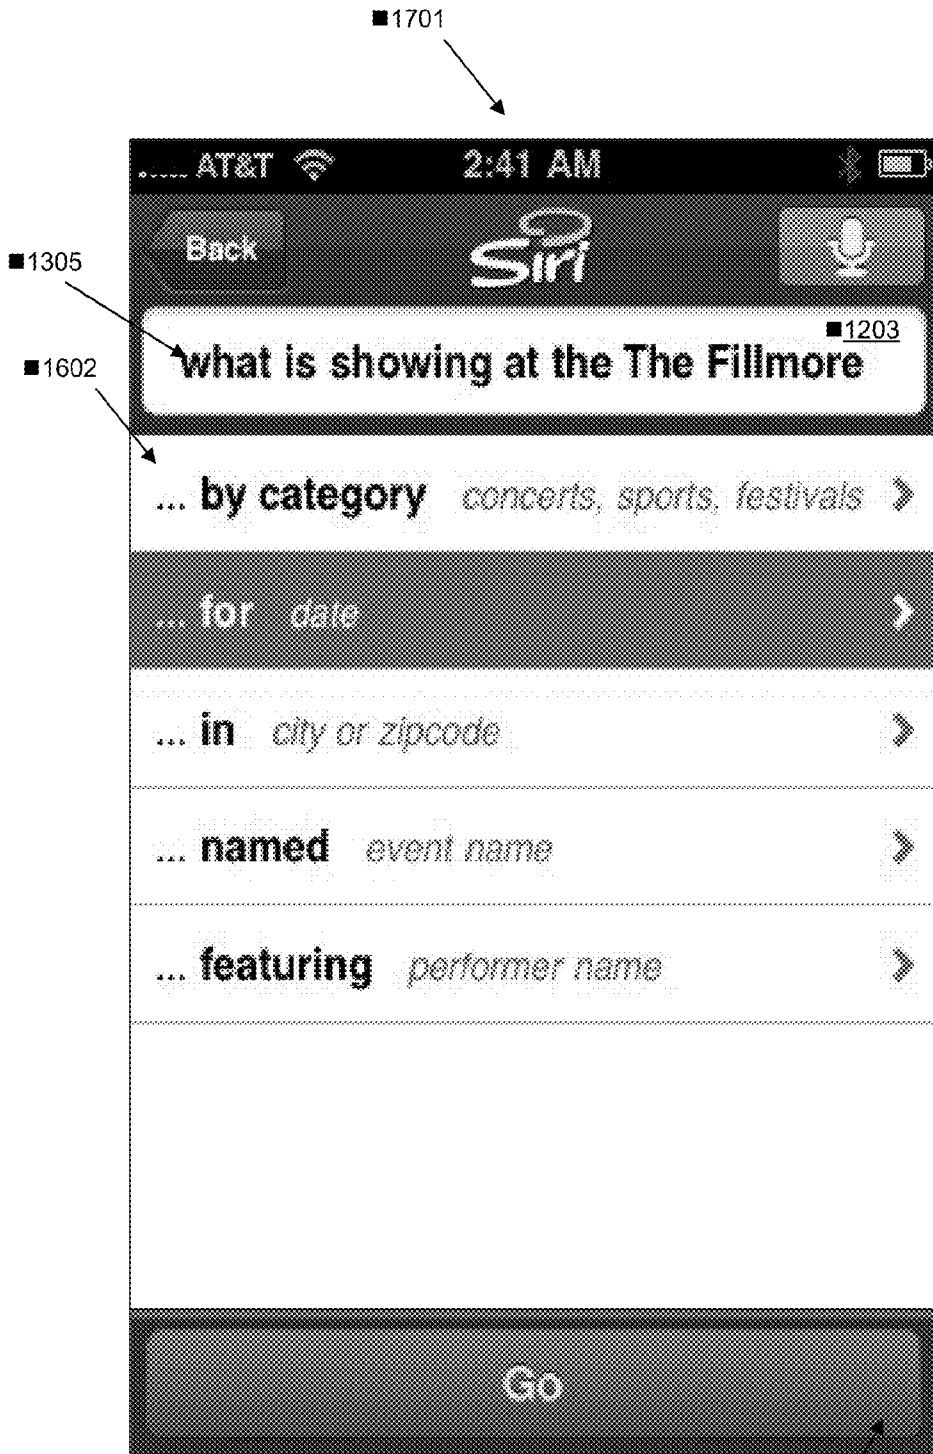 ■1701
..... AT&T 2:41 AM
Back Siri
■1305
■1203
what is showing at the The Fillmore
■1602
... by category concerts, sports, festivals >
... for date >
... in city or zipcode >
... named event name >
... featuring performer name >
Go